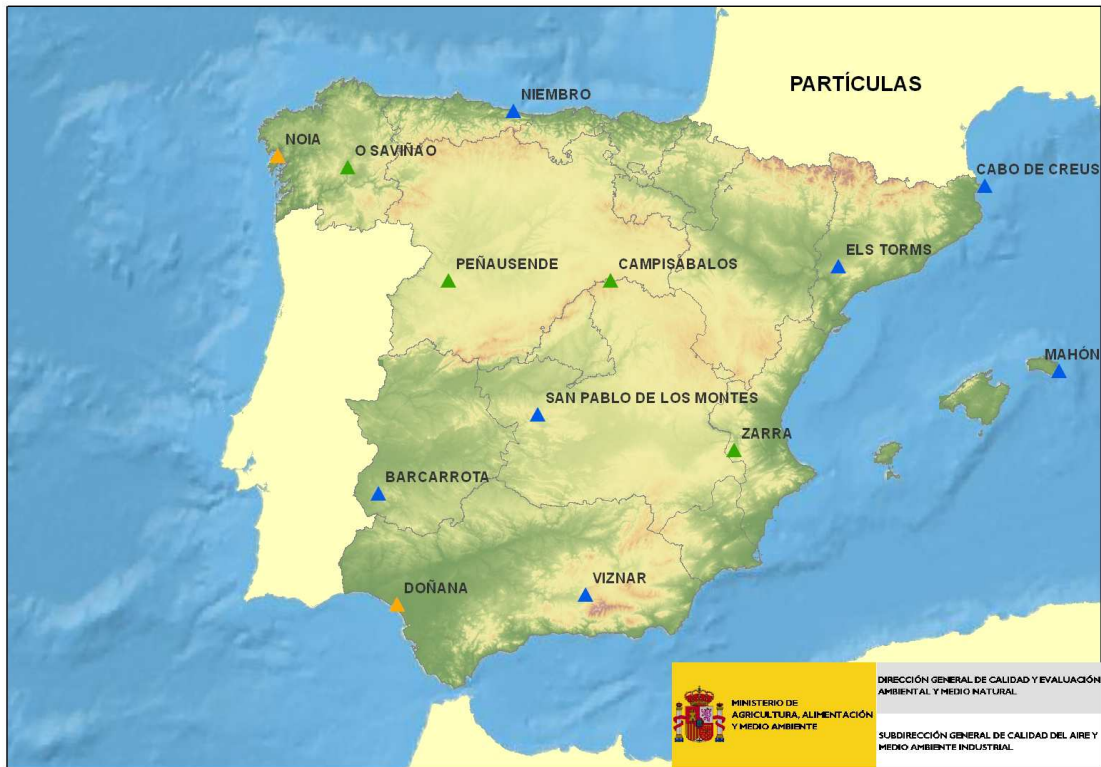 PARTÍCULAS
NIEMBRO
NOIA
O SAVIÑAO
CABO DE CREUS
ELS TORMS
PEÑAUSENDE
CAMPISÁBALOS
MAHÓN
SAN PABLO DE LOS MONTES
ZARRA
BARCARROTA
VIZNAR
DOÑANA
MINISTERIO DE
AGRICULTURA, ALIMENTACIÓN
Y MEDIO AMBIENTE
DIRECCIÓN GENERAL DE CALIDAD Y EVALUACIÓN
AMBIENTAL Y MEDIO NATURAL
SUBDIRECCIÓN GENERAL DE CALIDAD DEL AIRE Y
MEDIO AMBIENTE INDUSTRIAL